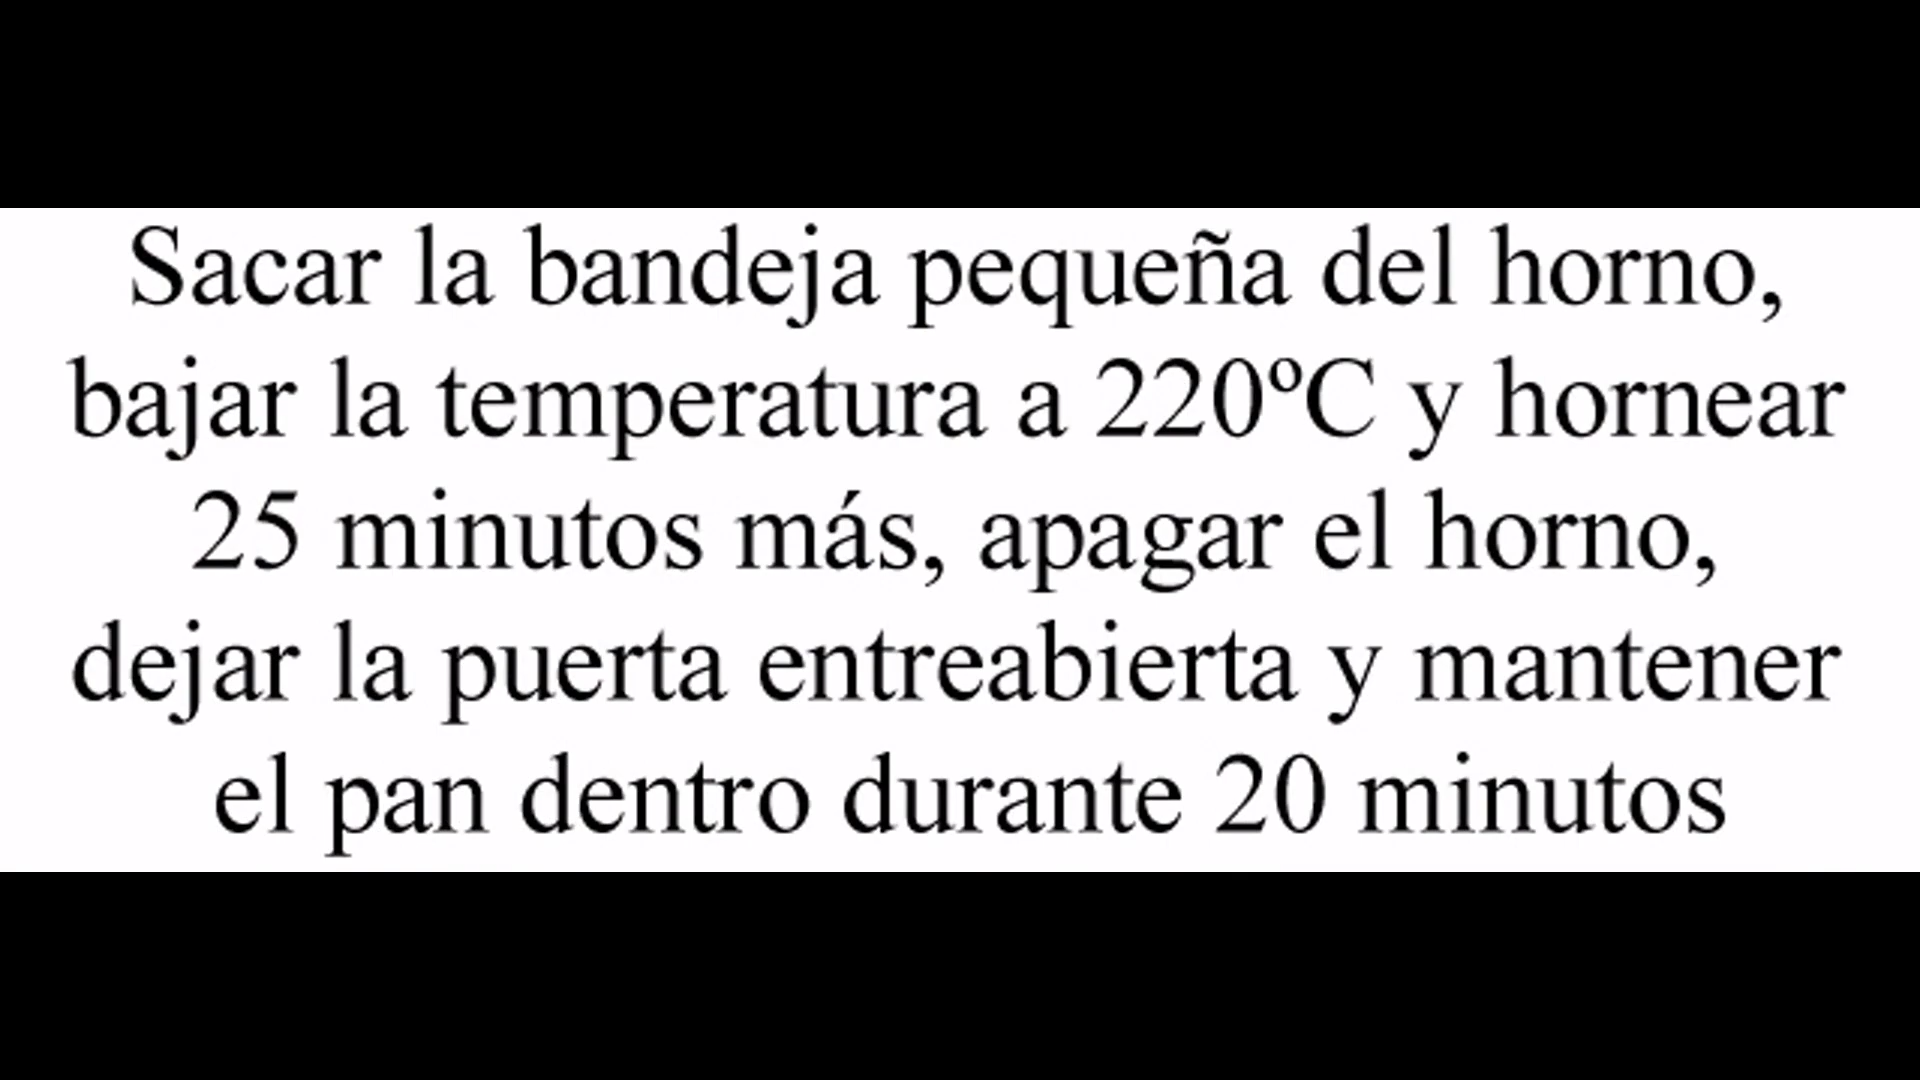 Sacar la bandeja pequeña del horno,
bajar la temperatura a 220ºC y hornear
25 minutos más, apagar el horno,
dejar la puerta entreabierta y mantener
el pan dentro durante 20 minutos